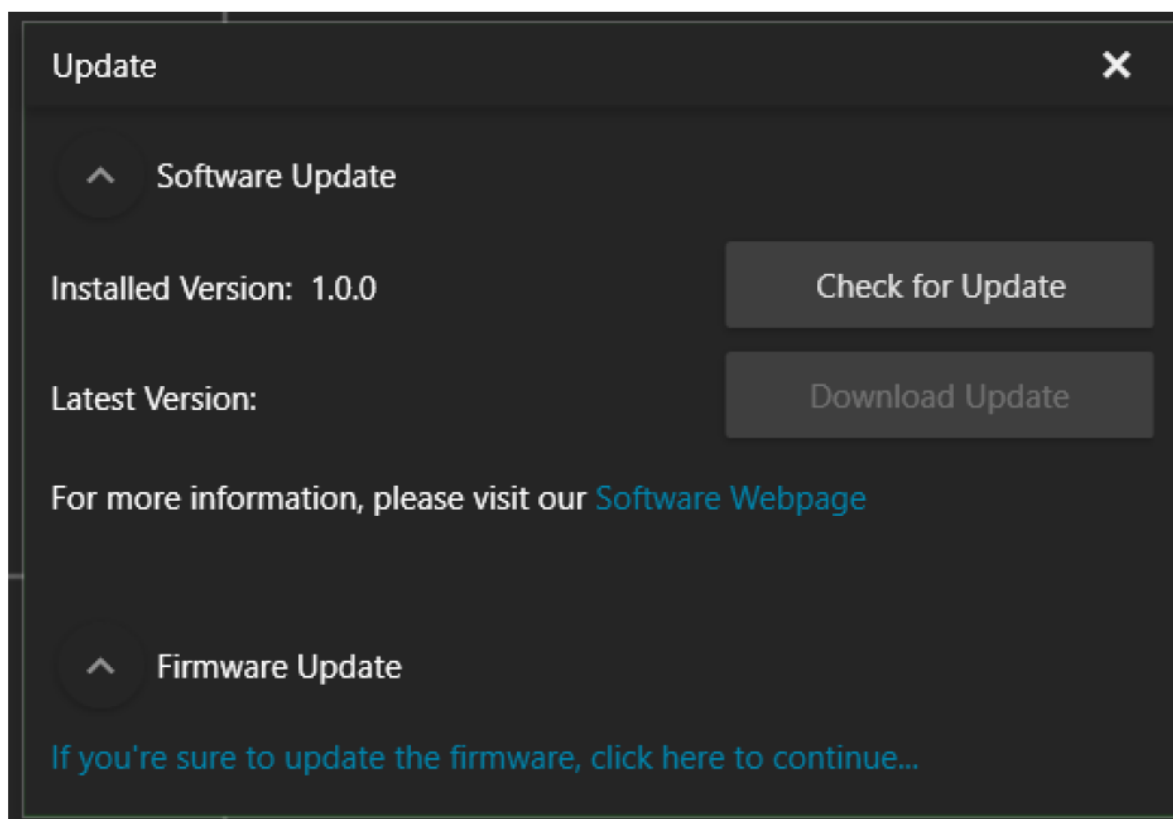 Update
Software Update
Installed Version: 1.0.0
Check for Update
Latest Version:
Download Update
For more information, please visit our Software Webpage
Firmware Update
If you're sure to update the firmware, click here to continue...